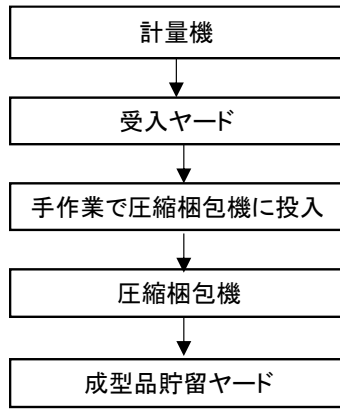 計量機
受入ヤード
手作業で圧縮梱包機に投入
圧縮梱包機
成型品貯留ヤード